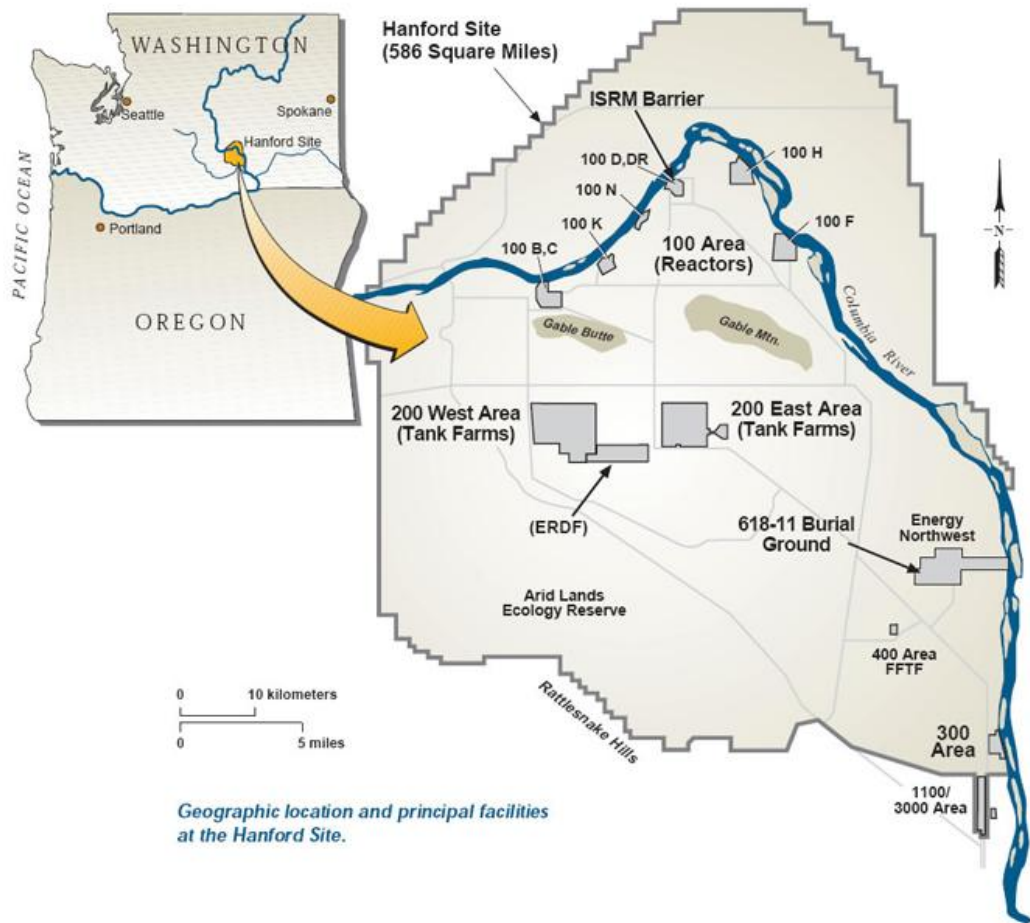 WASHINGTON
Seattle
Spokane
Hanford Site
PACIFIC OCEAN
Portland
OREGON
Hanford Site
(586 Square Miles)
ISRM Barrier
100 D,DR
100 H
100 N
100 K
100 F
100 B,C
100 Area
(Reactors)
N
Gable Butte
Gable Mtn.
Columbia River
200 West Area
(Tank Farms)
200 East Area
(Tank Farms)
(ERDF)
618-11 Burial
Ground
Energy
Northwest
Arid Lands
Ecology Reserve
400 Area
FFTF
Rattlesnake Hills
300
Area
1100/
3000 Area
0 10 kilometers
0 5 miles
Geographic location and principal facilities
at the Hanford Site.